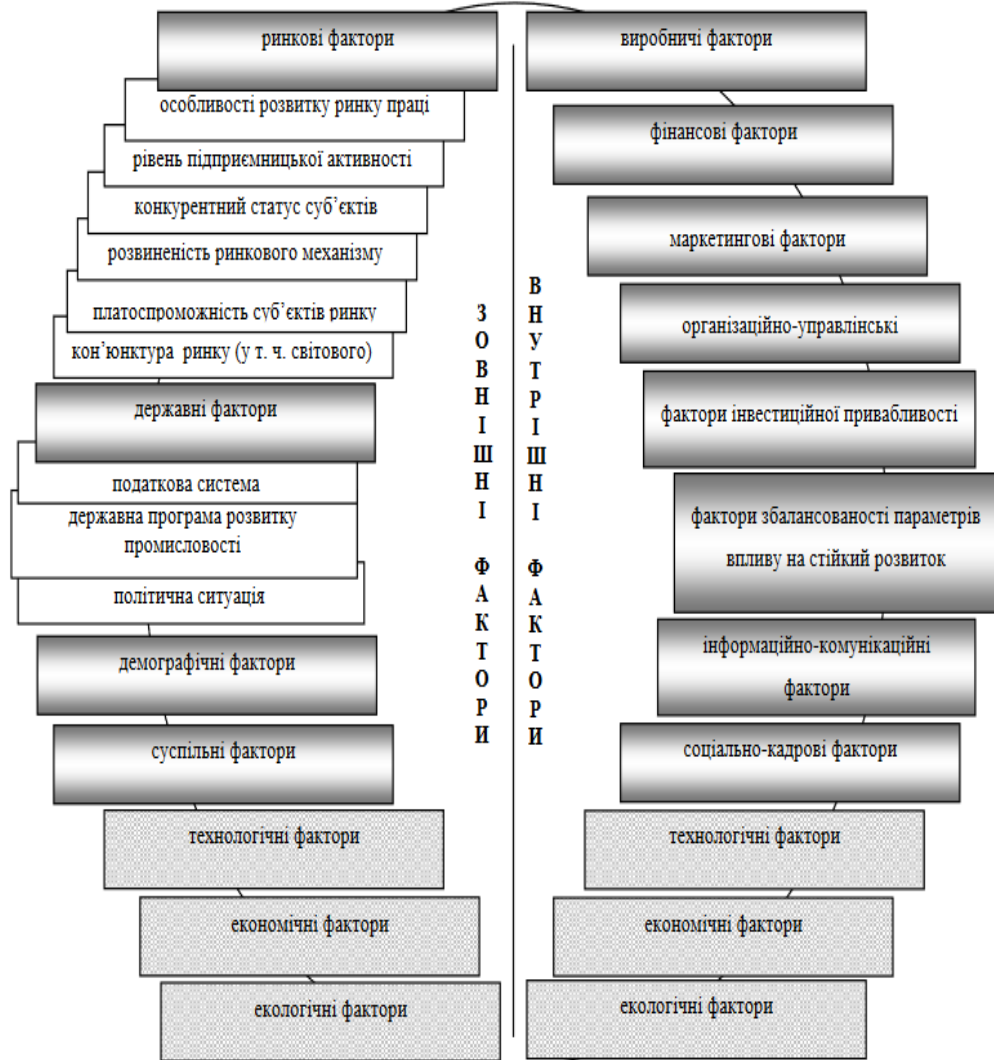 ринкові фактори
особливості розвитку ринку праці
рівень підприємницької активності
конкурентний статус суб’єктів
розвиненість ринкового механізму
платоспроможність суб’єктів ринку
кон’юнктура ринку (у т. ч. світового)
державні фактори
податкова система
державна програма розвитку
промисловості
політична ситуація
демографічні фактори
суспільні фактори
технологічні фактори
економічні фактори
екологічні фактори
ЗОВНІШНІ ФАКТОРИ
ВНУТРІШНІ ФАКТОРИ
виробничі фактори
фінансові фактори
маркетингові фактори
організаційно-управлінські
фактори інвестиційної привабливості
фактори збалансованості параметрів
впливу на стійкий розвиток
інформаційно-комунікаційні
фактори
соціально-кадрові фактори
технологічні фактори
економічні фактори
екологічні фактори